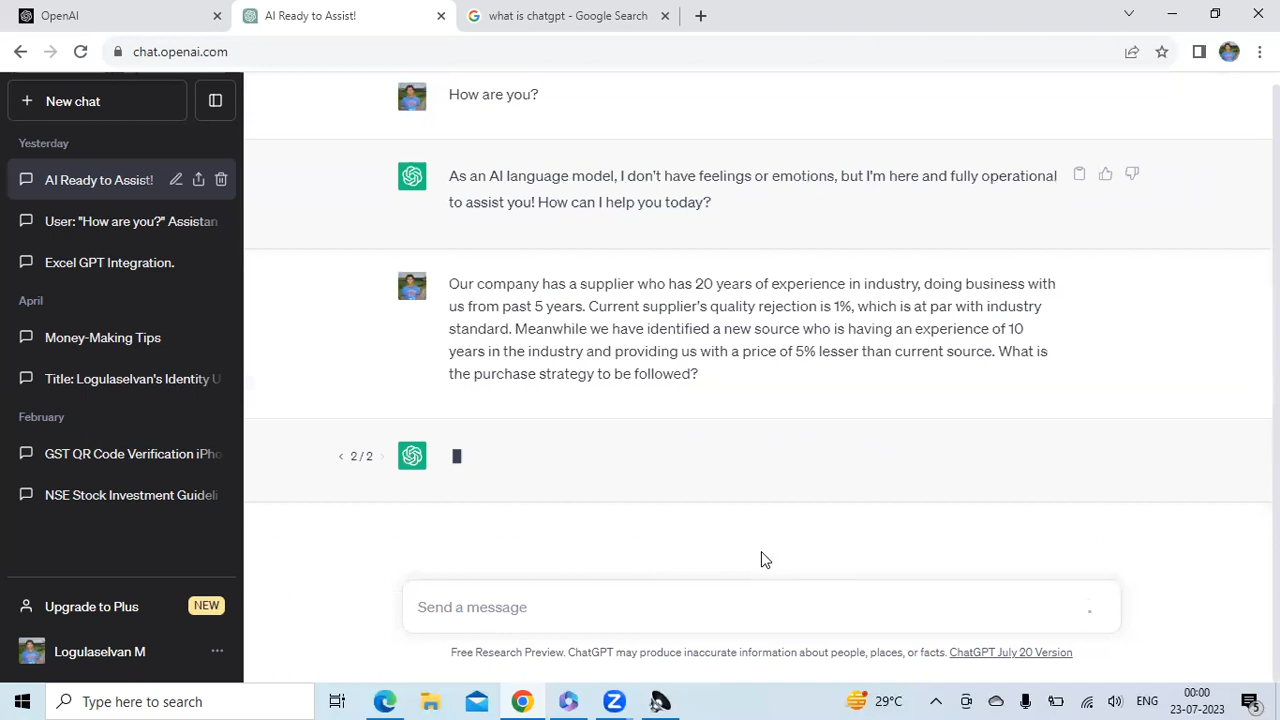 OpenAI
AI Ready to Assist!
what is chatgpt - Google Search
chat.openai.com
New chat
Yesterday
AI Ready to Assist!
User: "How are you?" Assistan
Excel GPT Integration.
April
Money-Making Tips
Title: Logulaselvan's Identity U
February
GST QR Code Verification iPho
NSE Stock Investment Guideli
Upgrade to Plus
NEW
Logulaselvan M
How are you?
As an AI language model, I don't have feelings or emotions, but I'm here and fully operational
to assist you! How can I help you today?
Our company has a supplier who has 20 years of experience in industry, doing business with
us from past 5 years. Current supplier's quality rejection is 1%, which is at par with industry
standard. Meanwhile we have identified a new source who is having an experience of 10
years in the industry and providing us with a price of 5% lesser than current source. What is
the purchase strategy to be followed?
2 / 2
Send a message
Free Research Preview. ChatGPT may produce inaccurate information about people, places, or facts. ChatGPT July 20 Version
Type here to search
29°C
ENG
00:00
23-07-2023
5